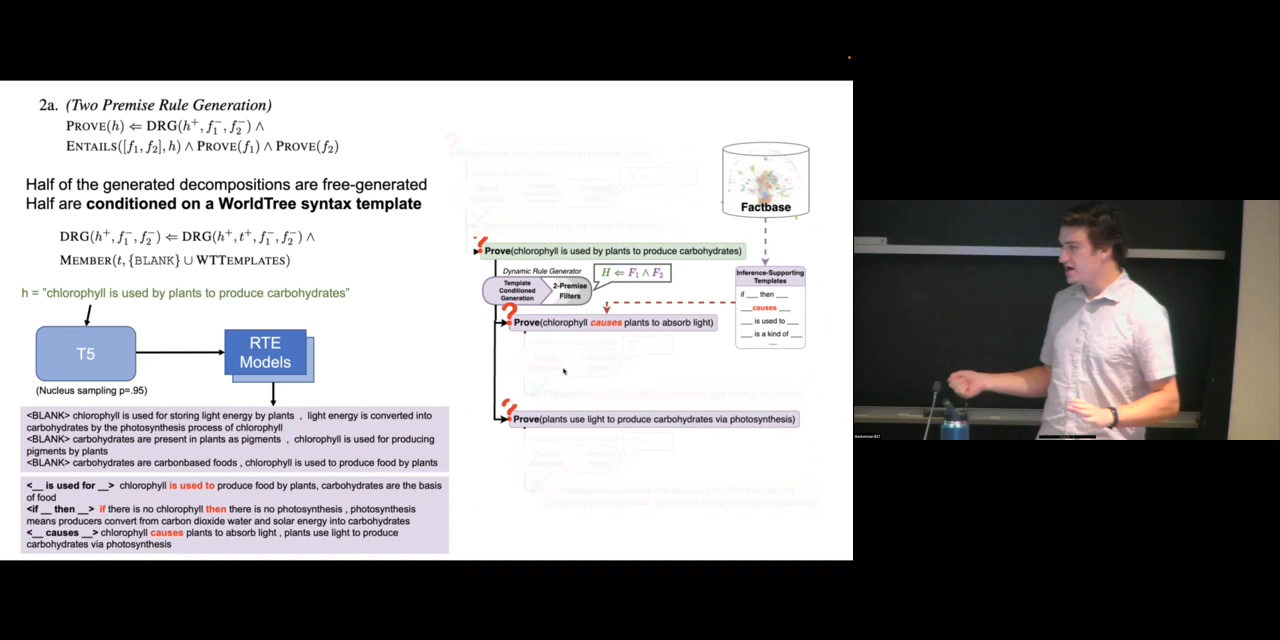 2a. (Two Premise Rule Generation)
PROVE(h) ⇐ DRG(h⁺, f₁⁻, f₂⁻) ∧
ENTAILS([f₁, f₂], h) ∧ PROVE(f₁) ∧ PROVE(f₂)
Half of the generated decompositions are free-generated
Half are conditioned on a WorldTree syntax template
DRG(h⁺, f₁⁻, f₂⁻) ⇐ DRG(h⁺, t⁺, f₁⁻, f₂⁻) ∧
MEMBER(t, {BLANK} ∪ WTTEMPLATES)
h = "chlorophyll is used by plants to produce carbohydrates"
T5
RTE
Models
(Nucleus sampling p=.95)
<BLANK> chlorophyll is used for storing light energy by plants , light energy is converted into
carbohydrates by the photosynthesis process of chlorophyll
<BLANK> carbohydrates are present in plants as pigments , chlorophyll is used for producing
pigments by plants
<BLANK> carbohydrates are carbonbased foods , chlorophyll is used to produce food by plants
<__ is used for __> chlorophyll is used to produce food by plants, carbohydrates are the basis
of food
<if __ then __> if there is no chlorophyll then there is no photosynthesis , photosynthesis
means producers convert from carbon dioxide water and solar energy into carbohydrates
<__ causes __> chlorophyll causes plants to absorb light , plants use light to produce
carbohydrates via photosynthesis
Factbase
? Prove(chlorophyll is used by plants to produce carbohydrates)
Dynamic Rule Generator
Template
Conditioned
Generation
2-Premise
Filters
H ⇐ F₁ ∧ F₂
Inference-Supporting
Templates
if __ then __
__ causes __
__ is used to __
__ is a kind of __
? Prove(chlorophyll causes plants to absorb light)
? Prove(plants use light to produce carbohydrates via photosynthesis)